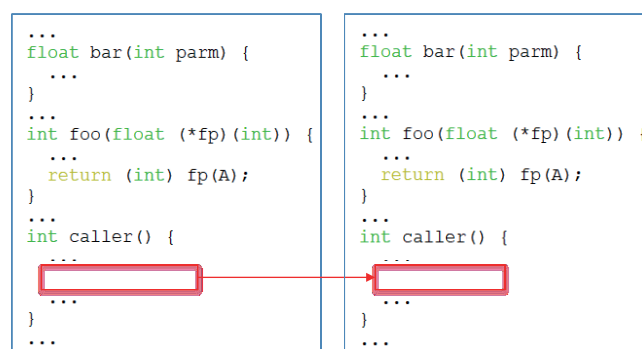 ...
float bar(int parm) {
...
}
...
int foo(float (*fp)(int)) {
...
return (int) fp(A);
}
...
int caller() {
...
...
}
...
...
float bar(int parm) {
...
}
...
int foo(float (*fp)(int)) {
...
return (int) fp(A);
}
...
int caller() {
...
...
}
...